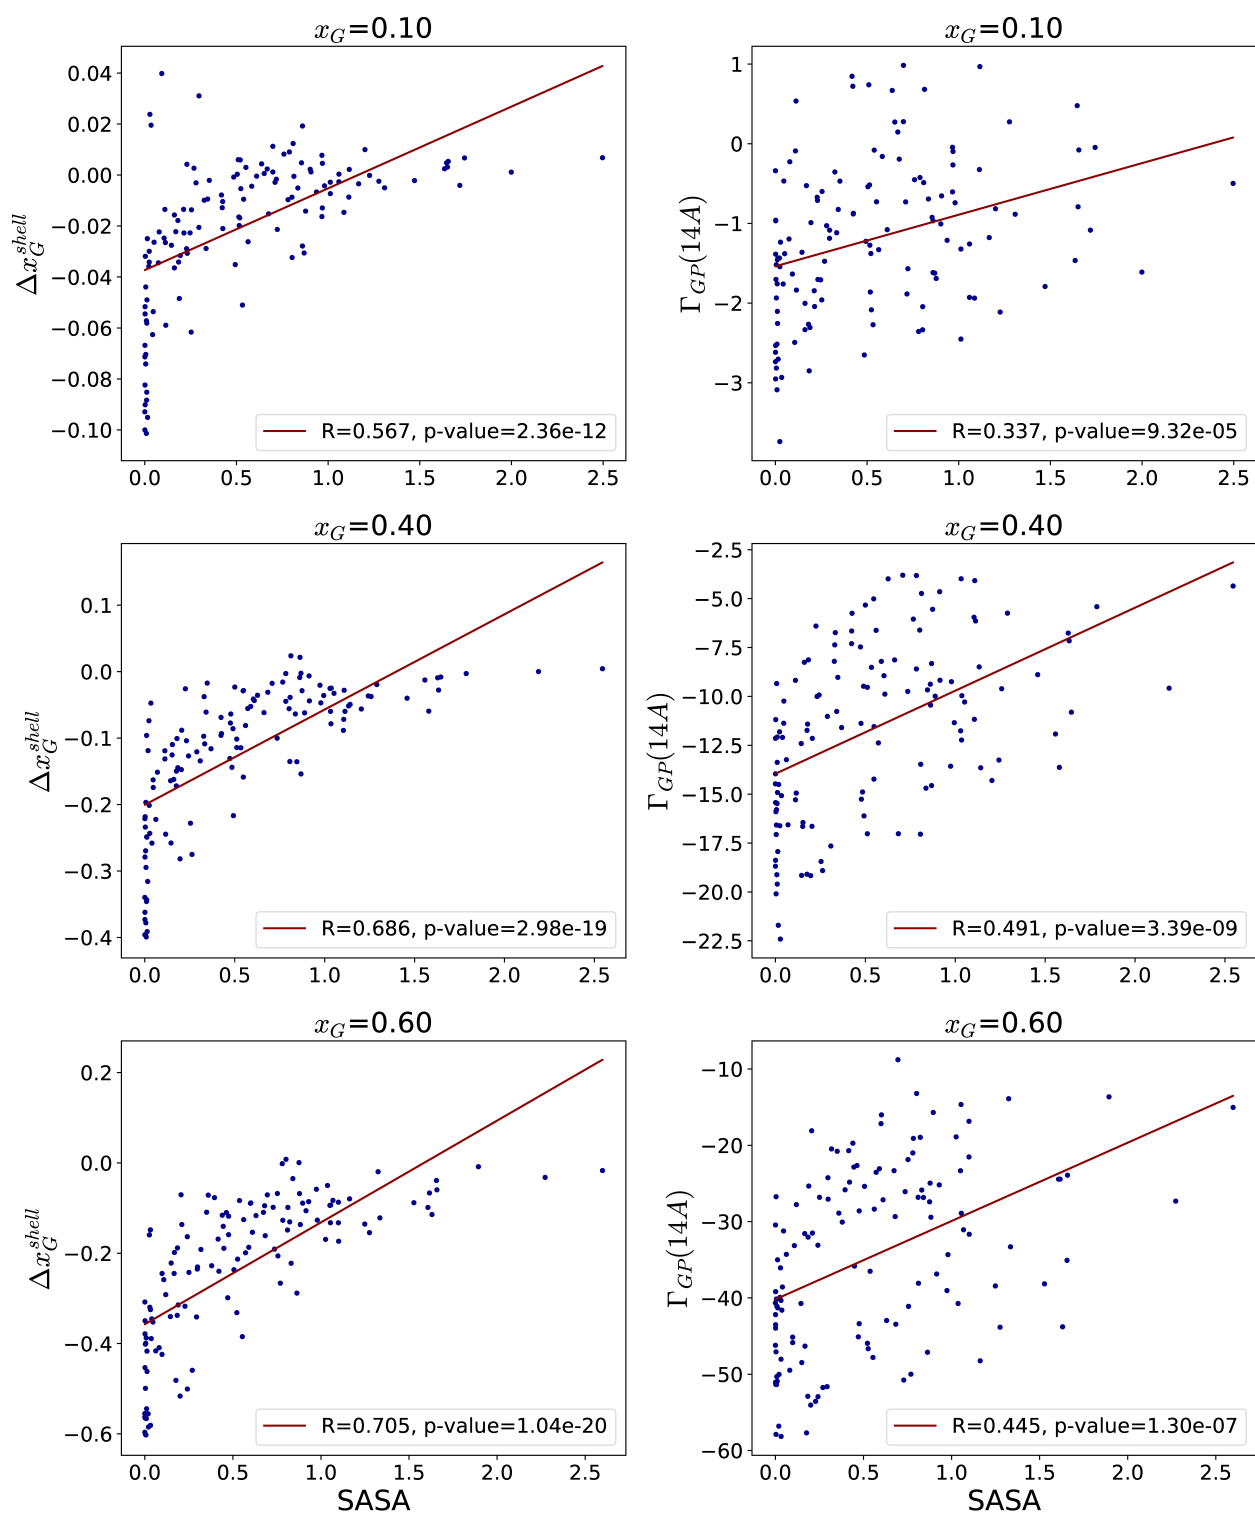 x_G=0.10
x_G=0.10
Δx_G^shell
0.04
0.02
0.00
−0.02
−0.04
−0.06
−0.08
−0.10
R=0.567, p-value=2.36e-12
0.0 0.5 1.0 1.5 2.0 2.5
Γ_GP(14A)
1
0
−1
−2
−3
R=0.337, p-value=9.32e-05
0.0 0.5 1.0 1.5 2.0 2.5
x_G=0.40
x_G=0.40
Δx_G^shell
0.1
0.0
−0.1
−0.2
−0.3
−0.4
R=0.686, p-value=2.98e-19
0.0 0.5 1.0 1.5 2.0 2.5
Γ_GP(14A)
−2.5
−5.0
−7.5
−10.0
−12.5
−15.0
−17.5
−20.0
−22.5
R=0.491, p-value=3.39e-09
0.0 0.5 1.0 1.5 2.0 2.5
x_G=0.60
x_G=0.60
Δx_G^shell
0.2
0.0
−0.2
−0.4
−0.6
R=0.705, p-value=1.04e-20
0.0 0.5 1.0 1.5 2.0 2.5
SASA
Γ_GP(14A)
−10
−20
−30
−40
−50
−60
R=0.445, p-value=1.30e-07
0.0 0.5 1.0 1.5 2.0 2.5
SASA